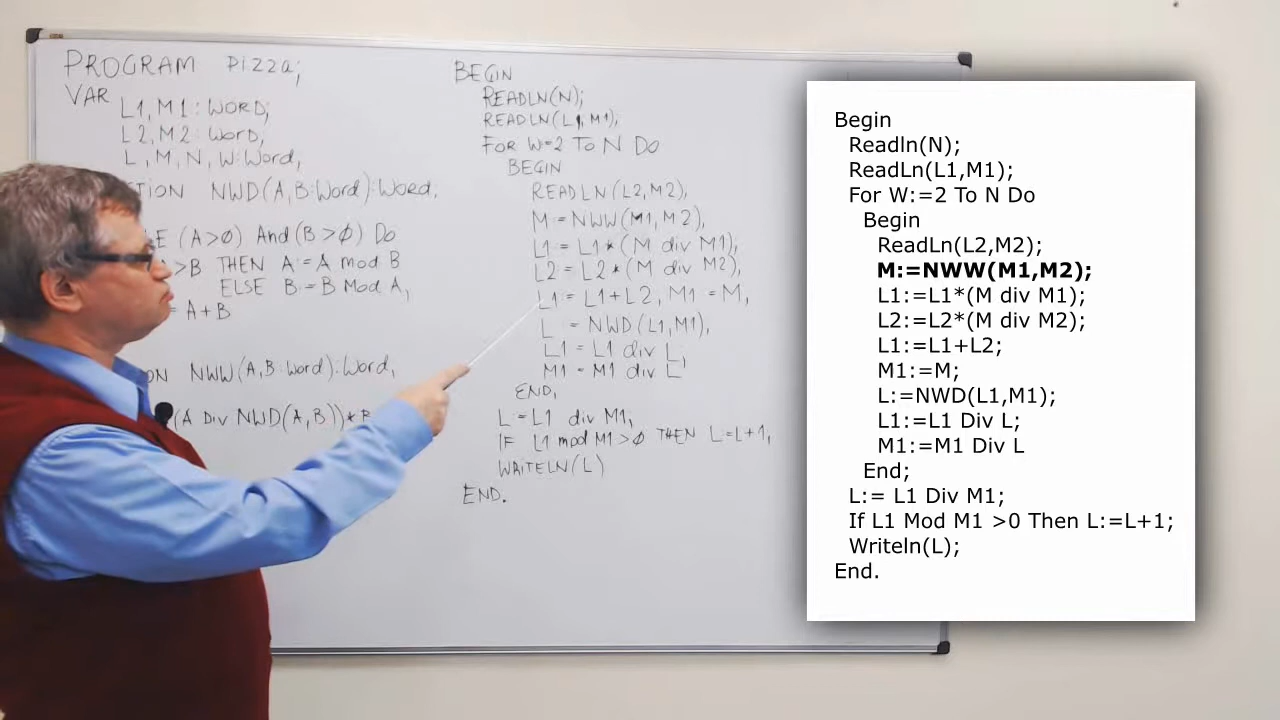 PROGRAM PIZZA;
VAR
L1, M1 : WORD;
L2, M2 : WORD;
L, M, N, W : Word;
TION NWD(A,B:Word):Word;
E (A>0) And (B>0) Do
>B THEN A:=A mod B
ELSE B:=B Mod A;
= A+B
ON NWW(A,B:Word):Word;
(A Div NWD(A,B))*B
BEGIN
READLN(N);
READLN(L1,M1);
FOR W=2 TO N DO
BEGIN
READLN(L2,M2);
M:=NWW(M1,M2);
L1:=L1*(M div M1);
L2:=L2*(M div M2);
L1:=L1+L2; M1:=M;
L:=NWD(L1,M1);
L1:=L1 div L;
M1:=M1 div L
END;
L:=L1 div M1;
IF L1 mod M1>0 THEN L:=L+1;
WRITELN(L)
END.
Begin
Readln(N);
ReadLn(L1,M1);
For W:=2 To N Do
Begin
ReadLn(L2,M2);
M:=NWW(M1,M2);
L1:=L1*(M div M1);
L2:=L2*(M div M2);
L1:=L1+L2;
M1:=M;
L:=NWD(L1,M1);
L1:=L1 Div L;
M1:=M1 Div L
End;
L:= L1 Div M1;
If L1 Mod M1 >0 Then L:=L+1;
Writeln(L);
End.